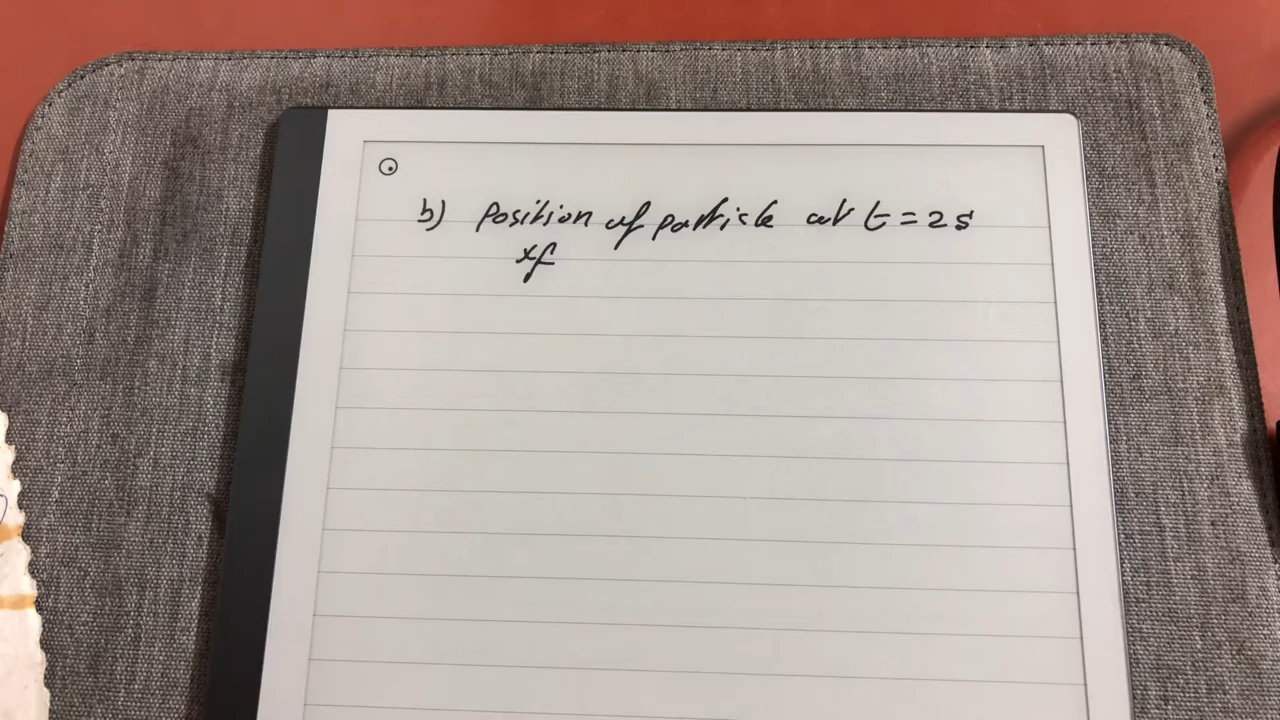 b) Position of particle at t = 2s
xf